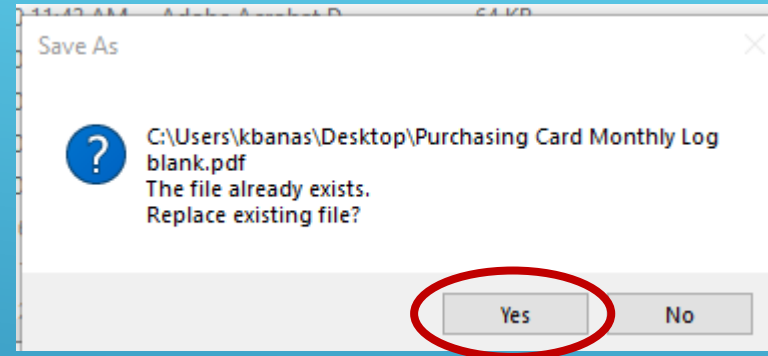 Save As
C:\Users\kbanas\Desktop\Purchasing Card Monthly Log
blank.pdf
The file already exists.
Replace existing file?
Yes No